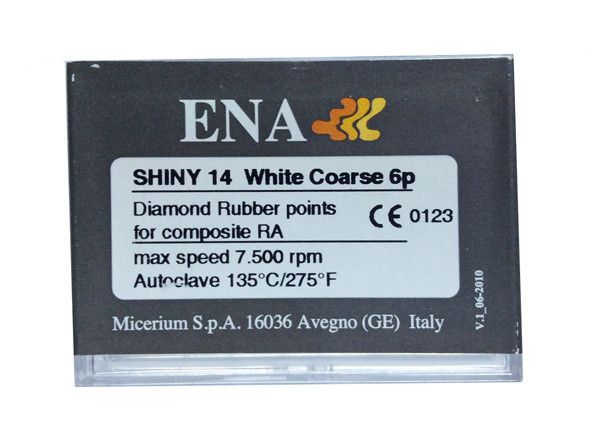 ENA
SHINY 14 White Coarse 6p
Diamond Rubber points
for composite RA
CE 0123
max speed 7.500 rpm
Autoclave 135°C/275°F
Micerium S.p.A. 16036 Avegno (GE) Italy
V.1_06-2010